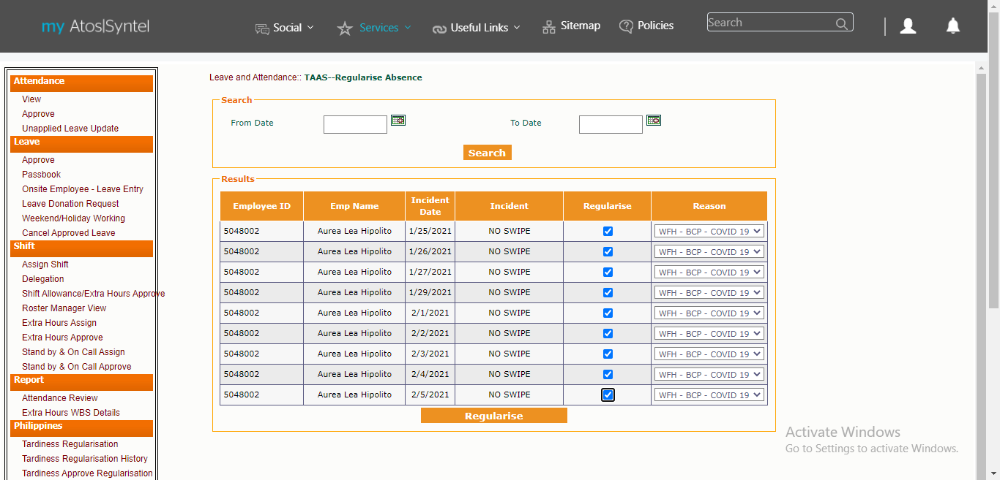 my Atos|Syntel Social Services Useful Links Sitemap Policies Search
Leave and Attendance:: TAAS--Regularise Absence
Attendance
View
Approve
Unapplied Leave Update
Leave
Approve
Passbook
Onsite Employee - Leave Entry
Leave Donation Request
Weekend/Holiday Working
Cancel Approved Leave
Shift
Assign Shift
Delegation
Shift Allowance/Extra Hours Approve
Roster Manager View
Extra Hours Assign
Extra Hours Approve
Stand by & On Call Assign
Stand by & On Call Approve
Report
Attendance Review
Extra Hours WBS Details
Philippines
Tardiness Regularisation
Tardiness Regularisation History
Tardiness Approve Regularisation
Search
From Date To Date
Search
Results
Employee ID Emp Name Incident Date Incident Regularise Reason
5048002 Aurea Lea Hipolito 1/25/2021 NO SWIPE WFH - BCP - COVID 19
5048002 Aurea Lea Hipolito 1/26/2021 NO SWIPE WFH - BCP - COVID 19
5048002 Aurea Lea Hipolito 1/27/2021 NO SWIPE WFH - BCP - COVID 19
5048002 Aurea Lea Hipolito 1/29/2021 NO SWIPE WFH - BCP - COVID 19
5048002 Aurea Lea Hipolito 2/1/2021 NO SWIPE WFH - BCP - COVID 19
5048002 Aurea Lea Hipolito 2/2/2021 NO SWIPE WFH - BCP - COVID 19
5048002 Aurea Lea Hipolito 2/3/2021 NO SWIPE WFH - BCP - COVID 19
5048002 Aurea Lea Hipolito 2/4/2021 NO SWIPE WFH - BCP - COVID 19
5048002 Aurea Lea Hipolito 2/5/2021 NO SWIPE WFH - BCP - COVID 19
Regularise
Activate Windows
Go to Settings to activate Windows.